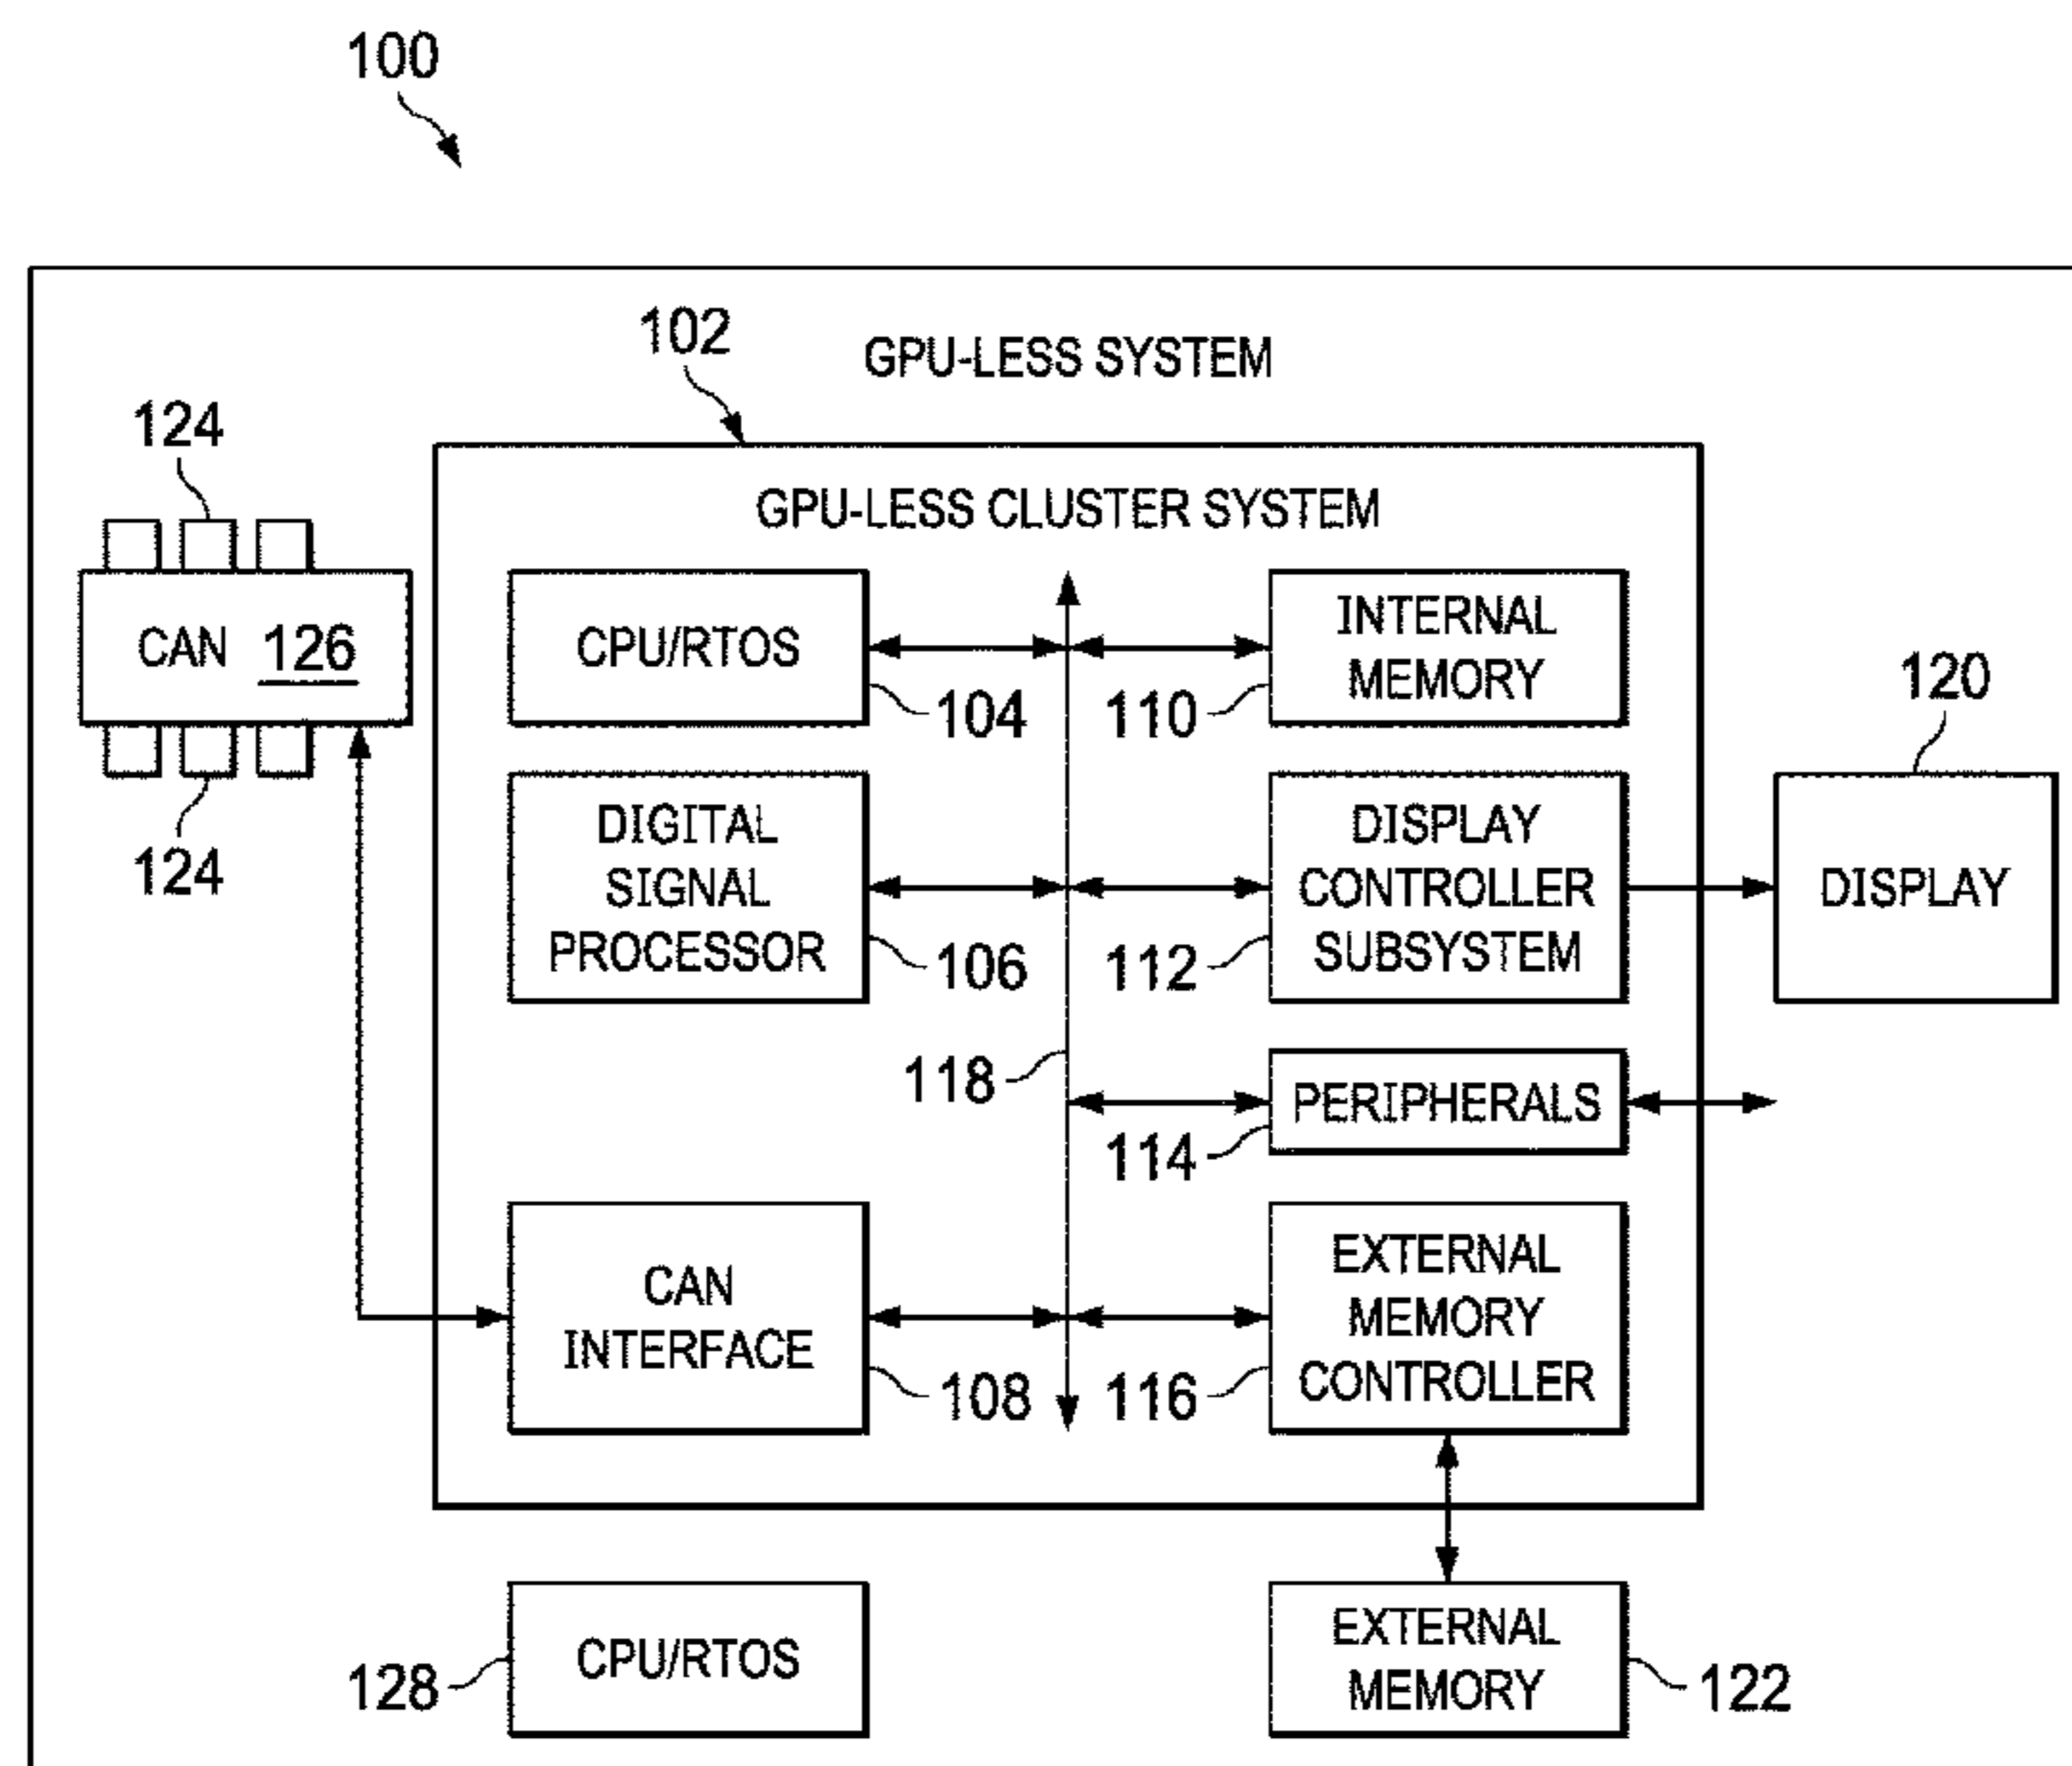 100
102
GPU-LESS SYSTEM
124
GPU-LESS CLUSTER SYSTEM
CAN 126
CPU/RTOS
104
110
INTERNAL
MEMORY
120
124
DIGITAL
SIGNAL
PROCESSOR
106
112
DISPLAY
CONTROLLER
SUBSYSTEM
DISPLAY
118
PERIPHERALS
114
CAN
INTERFACE
108
116
EXTERNAL
MEMORY
CONTROLLER
128
CPU/RTOS
EXTERNAL
MEMORY
122